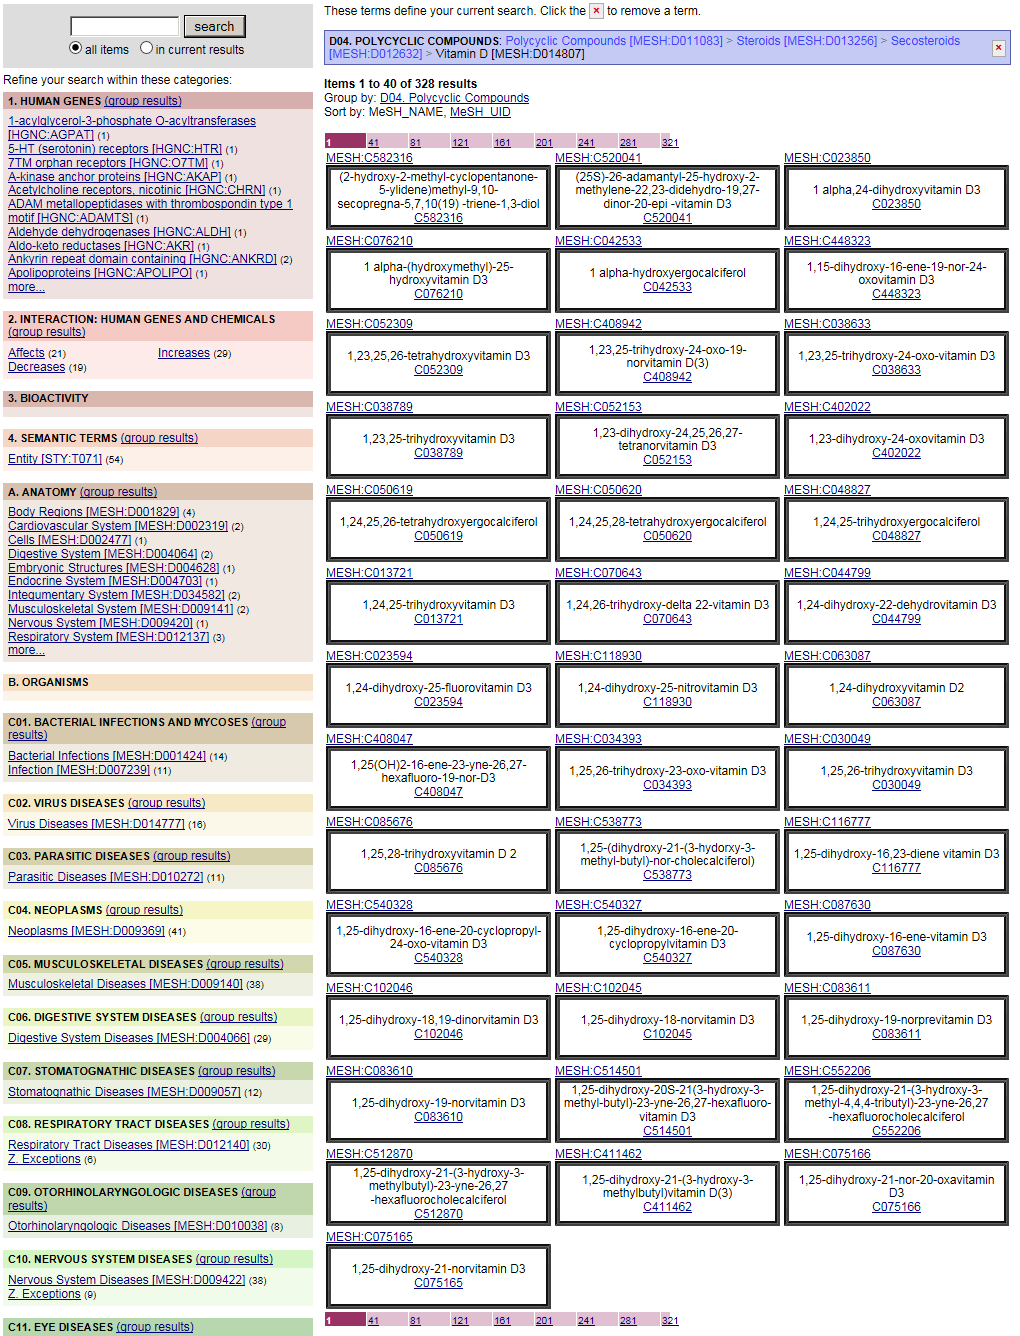 search
all items in current results
Refine your search within these categories:
1. HUMAN GENES (group results)
1-acylglycerol-3-phosphate O-acyltransferases
[HGNC:AGPAT] (1)
5-HT (serotonin) receptors [HGNC:HTR] (1)
7TM orphan receptors [HGNC:O7TM] (1)
A-kinase anchor proteins [HGNC:AKAP] (1)
Acetylcholine receptors, nicotinic [HGNC:CHRN] (1)
ADAM metallopeptidases with thrombospondin type 1
motif [HGNC:ADAMTS] (1)
Aldehyde dehydrogenases [HGNC:ALDH] (1)
Aldo-keto reductases [HGNC:AKR] (1)
Ankyrin repeat domain containing [HGNC:ANKRD] (2)
Apolipoproteins [HGNC:APOLIPO] (1)
more...
2. INTERACTION: HUMAN GENES AND CHEMICALS
(group results)
Affects (21) Increases (29)
Decreases (19)
3. BIOACTIVITY
4. SEMANTIC TERMS (group results)
Entity [STY:T071] (54)
A. ANATOMY (group results)
Body Regions [MESH:D001829] (4)
Cardiovascular System [MESH:D002319] (2)
Cells [MESH:D002477] (1)
Digestive System [MESH:D004064] (2)
Embryonic Structures [MESH:D004628] (1)
Endocrine System [MESH:D004703] (1)
Integumentary System [MESH:D034582] (2)
Musculoskeletal System [MESH:D009141] (2)
Nervous System [MESH:D009420] (1)
Respiratory System [MESH:D012137] (3)
more...
B. ORGANISMS
C01. BACTERIAL INFECTIONS AND MYCOSES (group
results)
Bacterial Infections [MESH:D001424] (14)
Infection [MESH:D007239] (11)
C02. VIRUS DISEASES (group results)
Virus Diseases [MESH:D014777] (16)
C03. PARASITIC DISEASES (group results)
Parasitic Diseases [MESH:D010272] (11)
C04. NEOPLASMS (group results)
Neoplasms [MESH:D009369] (41)
C05. MUSCULOSKELETAL DISEASES (group results)
Musculoskeletal Diseases [MESH:D009140] (38)
C06. DIGESTIVE SYSTEM DISEASES (group results)
Digestive System Diseases [MESH:D004066] (29)
C07. STOMATOGNATHIC DISEASES (group results)
Stomatognathic Diseases [MESH:D009057] (12)
C08. RESPIRATORY TRACT DISEASES (group results)
Respiratory Tract Diseases [MESH:D012140] (30)
Z. Exceptions (6)
C09. OTORHINOLARYNGOLOGIC DISEASES (group
results)
Otorhinolaryngologic Diseases [MESH:D010038] (8)
C10. NERVOUS SYSTEM DISEASES (group results)
Nervous System Diseases [MESH:D009422] (38)
Z. Exceptions (9)
C11. EYE DISEASES (group results)
These terms define your current search. Click the × to remove a term.
D04. POLYCYCLIC COMPOUNDS: Polycyclic Compounds [MESH:D011083] > Steroids [MESH:D013256] > Secosteroids
[MESH:D012632] > Vitamin D [MESH:D014807] ×
Items 1 to 40 of 328 results
Group by: D04. Polycyclic Compounds
Sort by: MeSH_NAME, MeSH_UID
1 41 81 121 161 201 241 281 321
MESH:C582316 MESH:C520041 MESH:C023850
(2-hydroxy-2-methyl-cyclopentanone-
5-ylidene)methyl-9,10-
secopregna-5,7,10(19) -triene-1,3-diol
C582316
(25S)-26-adamantyl-25-hydroxy-2-
methylene-22,23-didehydro-19,27-
dinor-20-epi -vitamin D3
C520041
1 alpha,24-dihydroxyvitamin D3
C023850
MESH:C076210 MESH:C042533 MESH:C448323
1 alpha-(hydroxymethyl)-25-
hydroxyvitamin D3
C076210
1 alpha-hydroxyergocalciferol
C042533
1,15-dihydroxy-16-ene-19-nor-24-
oxovitamin D3
C448323
MESH:C052309 MESH:C408942 MESH:C038633
1,23,25,26-tetrahydroxyvitamin D3
C052309
1,23,25-trihydroxy-24-oxo-19-
norvitamin D(3)
C408942
1,23,25-trihydroxy-24-oxo-vitamin D3
C038633
MESH:C038789 MESH:C052153 MESH:C402022
1,23,25-trihydroxyvitamin D3
C038789
1,23-dihydroxy-24,25,26,27-
tetranorvitamin D3
C052153
1,23-dihydroxy-24-oxovitamin D3
C402022
MESH:C050619 MESH:C050620 MESH:C048827
1,24,25,26-tetrahydroxyergocalciferol
C050619
1,24,25,28-tetrahydroxyergocalciferol
C050620
1,24,25-trihydroxyergocalciferol
C048827
MESH:C013721 MESH:C070643 MESH:C044799
1,24,25-trihydroxyvitamin D3
C013721
1,24,26-trihydroxy-delta 22-vitamin D3
C070643
1,24-dihydroxy-22-dehydrovitamin D3
C044799
MESH:C023594 MESH:C118930 MESH:C063087
1,24-dihydroxy-25-fluorovitamin D3
C023594
1,24-dihydroxy-25-nitrovitamin D3
C118930
1,24-dihydroxyvitamin D2
C063087
MESH:C408047 MESH:C034393 MESH:C030049
1,25(OH)2-16-ene-23-yne-26,27-
hexafluoro-19-nor-D3
C408047
1,25,26-trihydroxy-23-oxo-vitamin D3
C034393
1,25,26-trihydroxyvitamin D3
C030049
MESH:C085676 MESH:C538773 MESH:C116777
1,25,28-trihydroxyvitamin D 2
C085676
1,25-(dihydroxy-21-(3-hydorxy-3-
methyl-butyl)-nor-cholecalciferol)
C538773
1,25-dihydroxy-16,23-diene vitamin D3
C116777
MESH:C540328 MESH:C540327 MESH:C087630
1,25-dihydroxy-16-ene-20-cyclopropyl-
24-oxo-vitamin D3
C540328
1,25-dihydroxy-16-ene-20-
cyclopropylvitamin D3
C540327
1,25-dihydroxy-16-ene-vitamin D3
C087630
MESH:C102046 MESH:C102045 MESH:C083611
1,25-dihydroxy-18,19-dinorvitamin D3
C102046
1,25-dihydroxy-18-norvitamin D3
C102045
1,25-dihydroxy-19-norprevitamin D3
C083611
MESH:C083610 MESH:C514501 MESH:C552206
1,25-dihydroxy-19-norvitamin D3
C083610
1,25-dihydroxy-20S-21(3-hydroxy-3-
methyl-butyl)-23-yne-26,27-hexafluoro-
vitamin D3
C514501
1,25-dihydroxy-21-(3-hydroxy-3-
methyl-4,4,4-tributyl)-23-yne-26,27
-hexafluorocholecalciferol
C552206
MESH:C512870 MESH:C411462 MESH:C075166
1,25-dihydroxy-21-(3-hydroxy-3-
methylbutyl)-23-yne-26,27
-hexafluorocholecalciferol
C512870
1,25-dihydroxy-21-(3-hydroxy-3-
methylbutyl)vitamin D(3)
C411462
1,25-dihydroxy-21-nor-20-oxavitamin
D3
C075166
MESH:C075165
1,25-dihydroxy-21-norvitamin D3
C075165
1 41 81 121 161 201 241 281 321